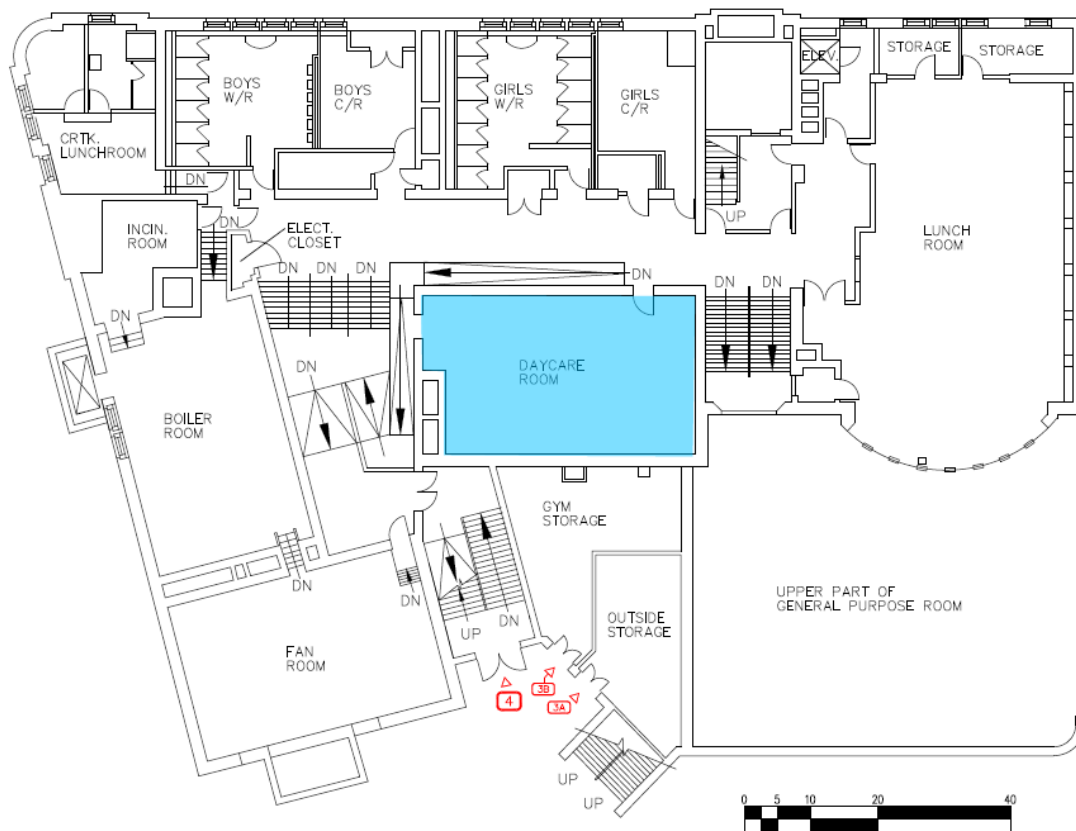 ELEV.
STORAGE
STORAGE
BOYS
W/R
BOYS
C/R
GIRLS
W/R
GIRLS
C/R
CRTK.
LUNCHROOM
DN
UP
DN
INCIN.
ROOM
ELECT.
CLOSET
LUNCH
ROOM
DN
DN
DN
DN
DN
DN
DN
DN
DAYCARE
ROOM
BOILER
ROOM
GYM
STORAGE
DN
DN
UPPER PART OF
GENERAL PURPOSE ROOM
OUTSIDE
STORAGE
DN
UP
FAN
ROOM
4
3B
3A
UP
UP
0 5 10 20 40